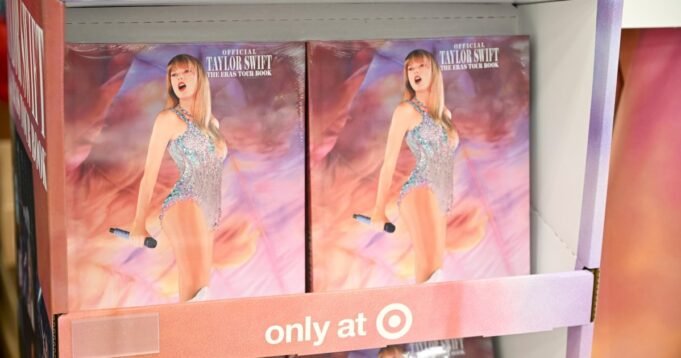 OFFICIAL
TAYLOR SWIFT
THE ERAS TOUR BOOK
OFFICIAL
TAYLOR SWIFT
THE ERAS TOUR BOOK
only at